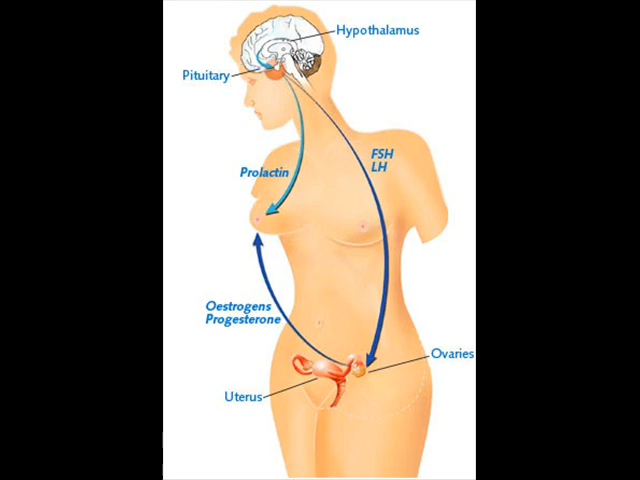 Hypothalamus
Pituitary
FSH
LH
Prolactin
Oestrogens
Progesterone
Ovaries
Uterus